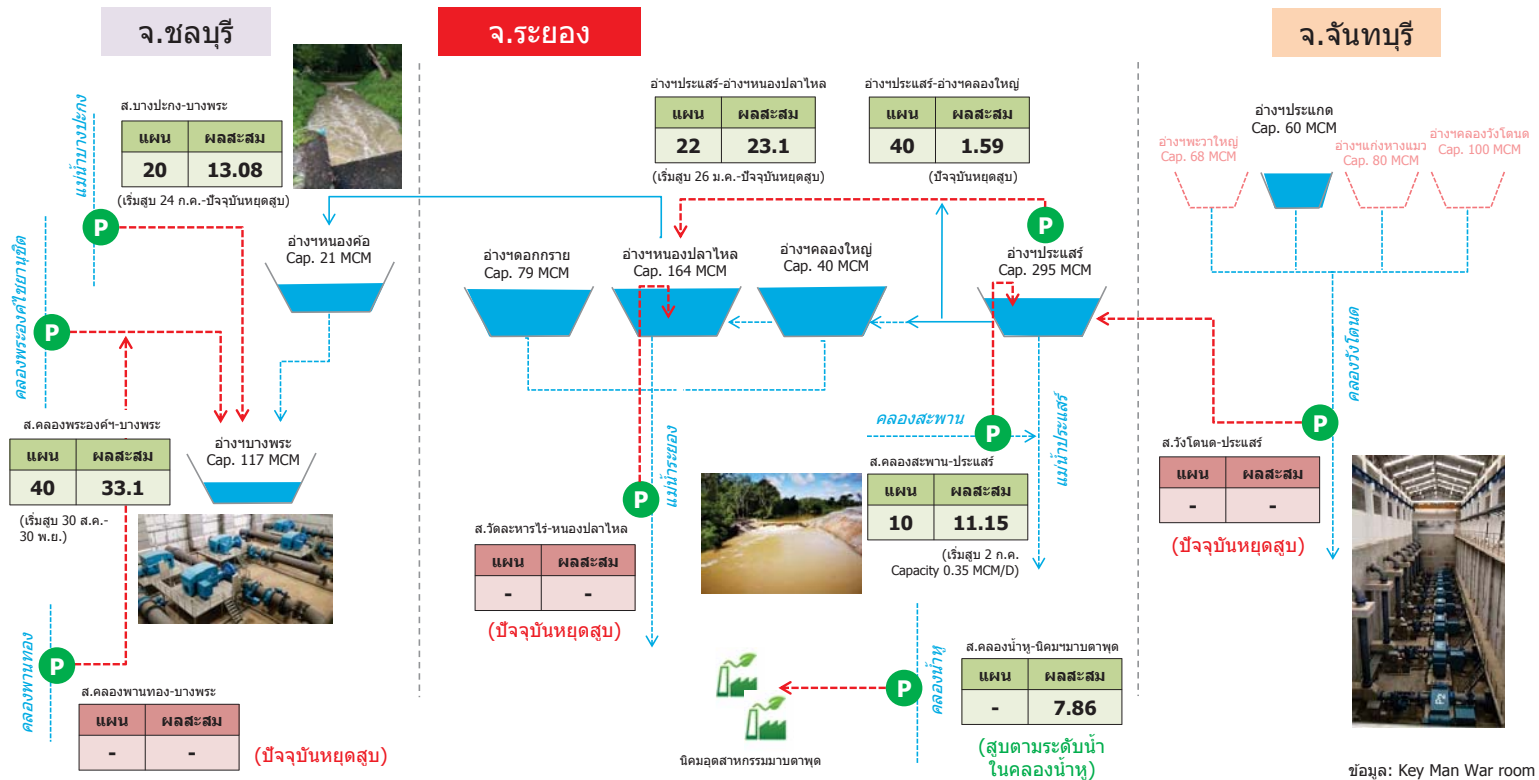 จ.ชลบุรี
จ.ระยอง
จ.จันทบุรี
ส.บางปะกง-บางพระ
แผน ผลสะสม
20 13.08
(เริ่มสูบ 24 ก.ค.-ปัจจุบันหยุดสูบ)
แม่น้ำบางปะกง
P
คลองพระองค์ไชยานุชิต
P
อ่างฯหนองค้อ
Cap. 21 MCM
ส.คลองพระองค์ฯ-บางพระ
แผน ผลสะสม
40 33.1
(เริ่มสูบ 30 ส.ค.-
30 พ.ย.)
อ่างฯบางพระ
Cap. 117 MCM
คลองพานทอง
P
ส.คลองพานทอง-บางพระ
แผน ผลสะสม
- -
(ปัจจุบันหยุดสูบ)
อ่างฯประแสร์-อ่างฯหนองปลาไหล
แผน ผลสะสม
22 23.1
(เริ่มสูบ 26 ม.ค.-ปัจจุบันหยุดสูบ)
อ่างฯประแสร์-อ่างฯคลองใหญ่
แผน ผลสะสม
40 1.59
(ปัจจุบันหยุดสูบ)
P
อ่างฯดอกกราย
Cap. 79 MCM
อ่างฯหนองปลาไหล
Cap. 164 MCM
อ่างฯคลองใหญ่
Cap. 40 MCM
อ่างฯประแสร์
Cap. 295 MCM
คลองสะพาน
P
แม่น้ำประแสร์
ส.คลองสะพาน-ประแสร์
แผน ผลสะสม
10 11.15
(เริ่มสูบ 2 ก.ค.
Capacity 0.35 MCM/D)
แม่น้ำระยอง
P
ส.วัดละหารไร่-หนองปลาไหล
แผน ผลสะสม
- -
(ปัจจุบันหยุดสูบ)
นิคมอุตสาหกรรมมาบตาพุด
P
คลองน้ำหู
ส.คลองน้ำหู-นิคมฯมาบตาพุด
แผน ผลสะสม
- 7.86
(สูบตามระดับน้ำ
ในคลองน้ำหู)
อ่างฯพะวาใหญ่
Cap. 68 MCM
อ่างฯประแกด
Cap. 60 MCM
อ่างฯแก่งหางแมว
Cap. 80 MCM
อ่างฯคลองวังโตนด
Cap. 100 MCM
คลองวังโตนด
P
ส.วังโตนด-ประแสร์
แผน ผลสะสม
- -
(ปัจจุบันหยุดสูบ)
P2
ข้อมูล: Key Man War room